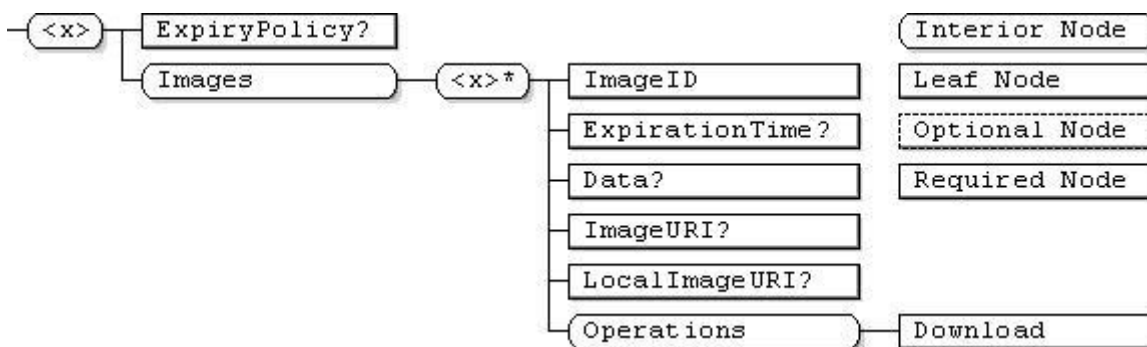 <x>
ExpiryPolicy?
Interior Node
Images
<x>*
ImageID
Leaf Node
ExpirationTime?
Optional Node
Data?
Required Node
ImageURI?
LocalImageURI?
Operations
Download